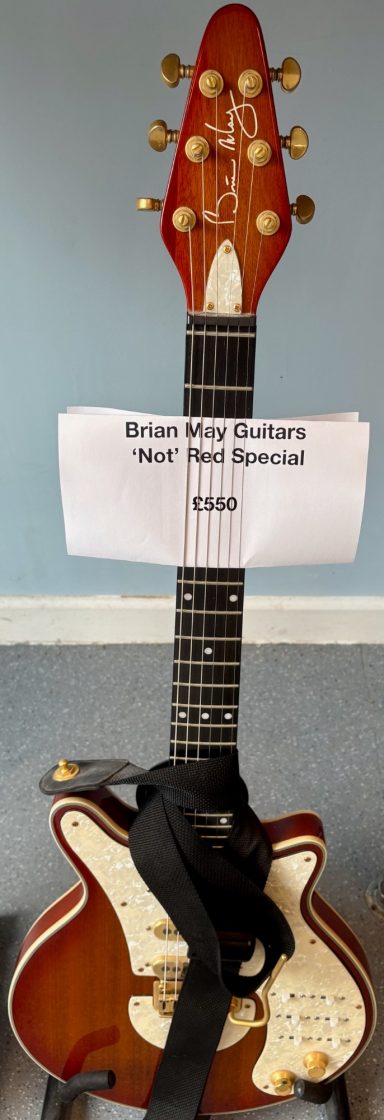 Brian May
Brian May Guitars
‘Not’ Red Special
£550